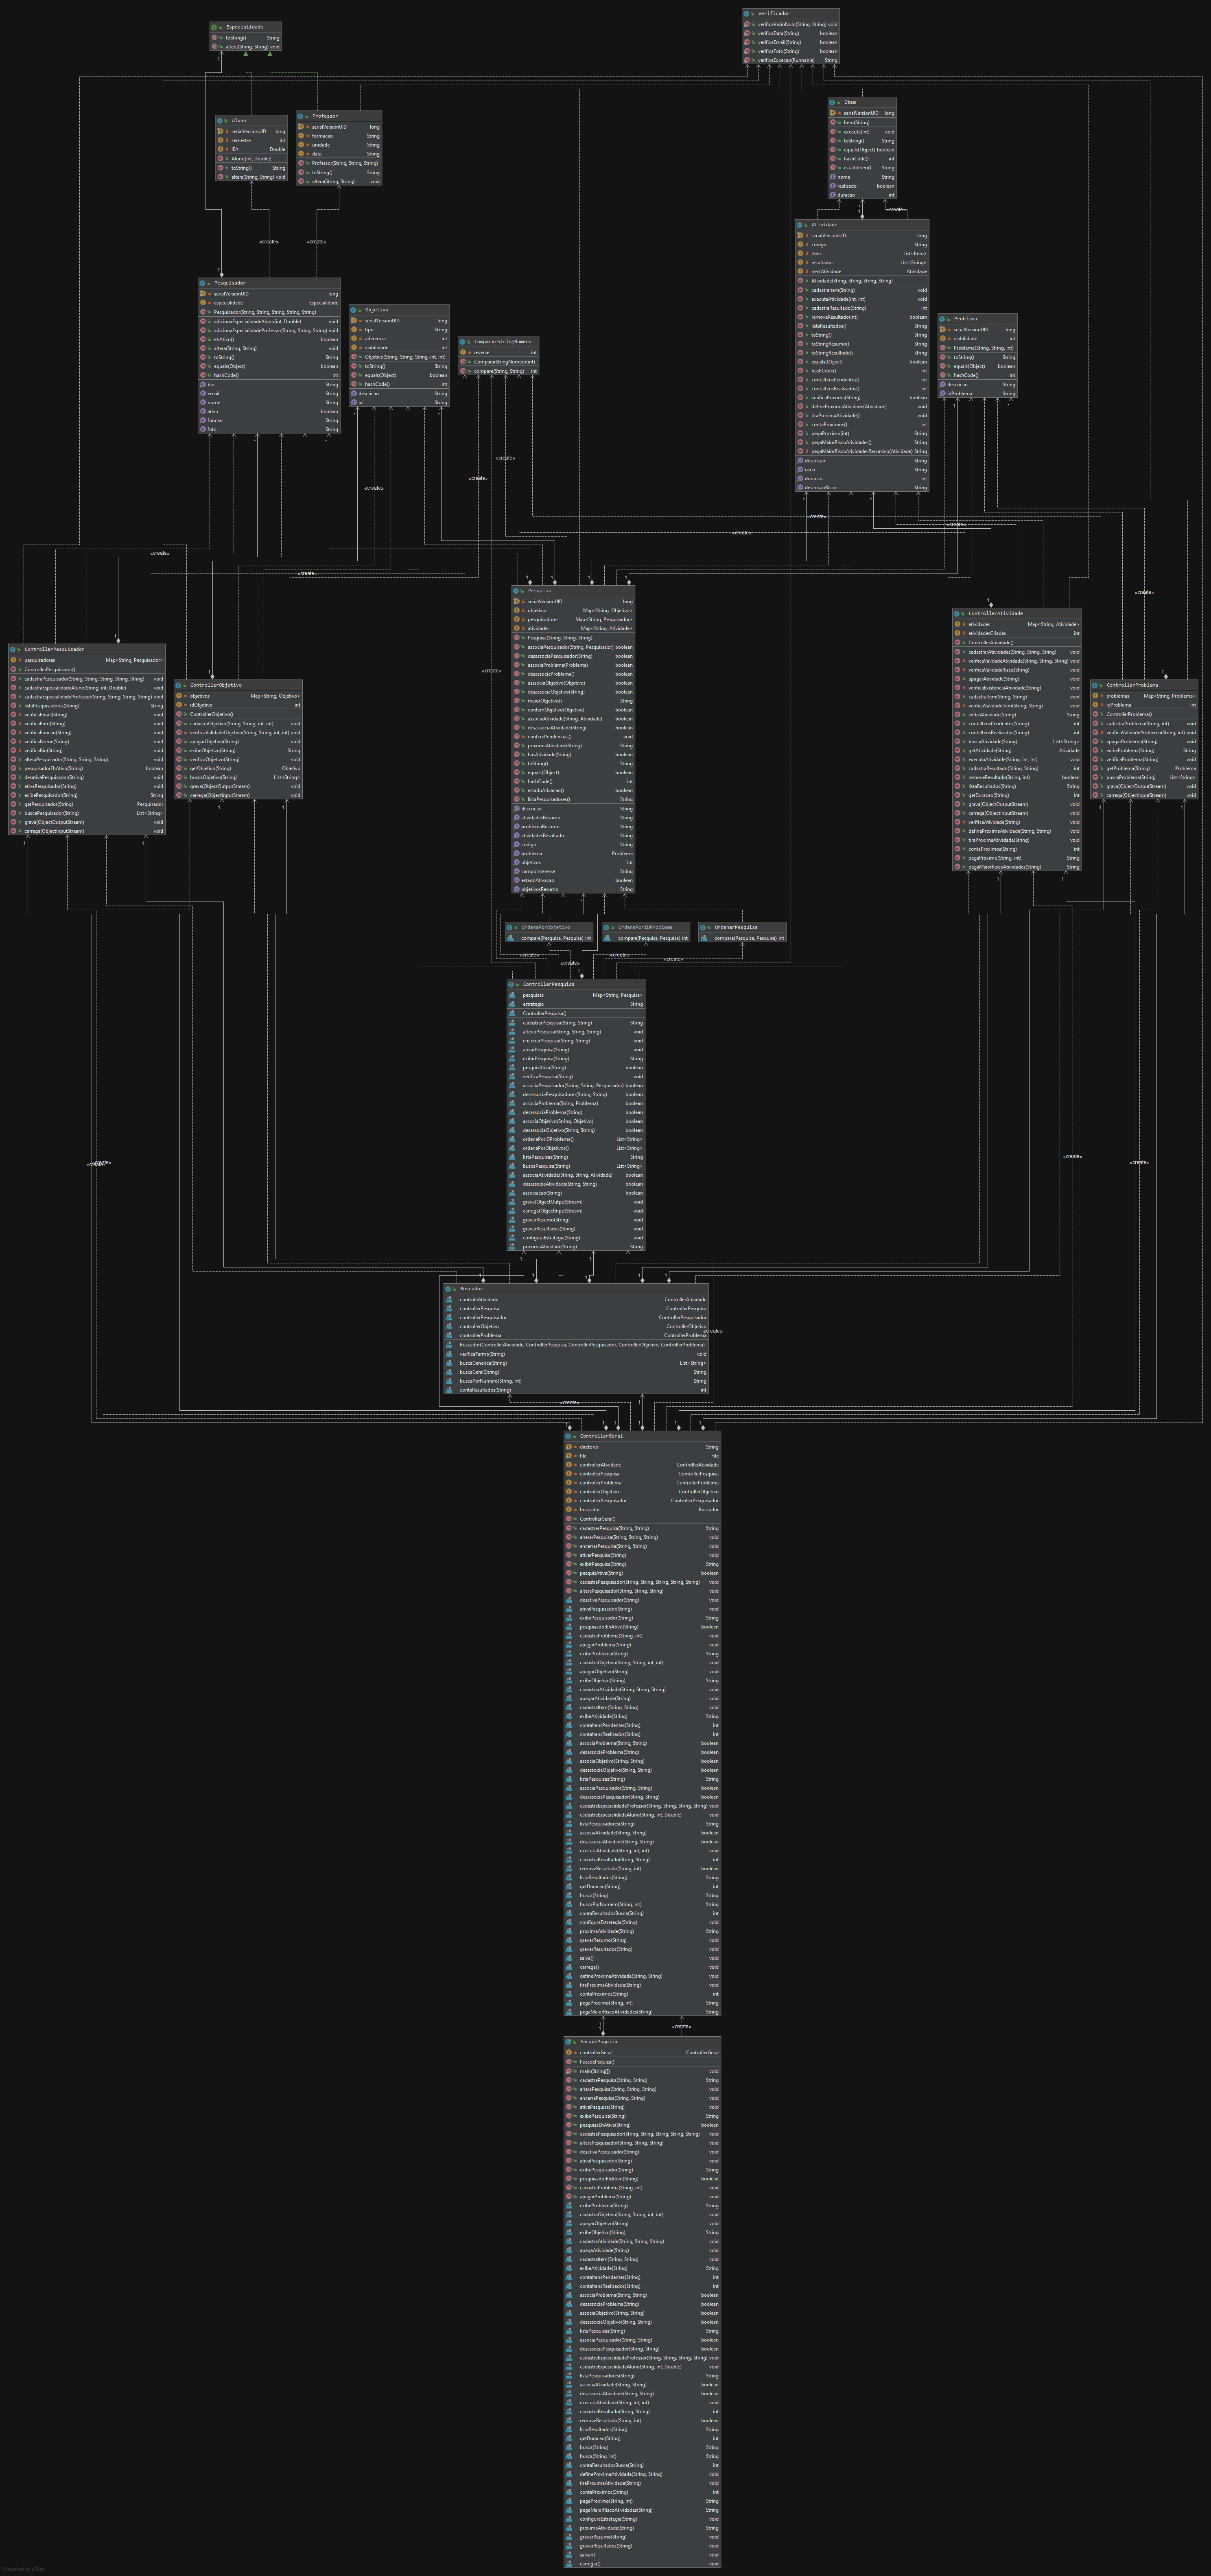 Verificador
verificaVazioNulo(String, String) void
verificaData(String) boolean
verificaEmail(String) boolean
verificaFoto(String) boolean
verificaExcecao(Runnable) String
Especialidade
toString() String
altera(String, String) void
Item
serialVersionUID long
Item(String)
executa(int) void
toString() String
equals(Object) boolean
hashCode() int
estadoItem() String
nome String
realizado boolean
duracao int
Aluno
serialVersionUID long
semestre int
IEA Double
Aluno(int, Double)
toString() String
altera(String, String) void
Professor
serialVersionUID long
formacao String
unidade String
data String
Professor(String, String, String)
toString() String
altera(String, String) void
Atividade
serialVersionUID long
codigo String
itens List<Item>
resultados List<String>
nextAtividade Atividade
Atividade(String, String, String, String)
cadastraItem(String) void
executaAtividade(int, int) void
cadastraResultado(String) int
removeResultado(int) boolean
listaResultados() String
toString() String
toStringResumo() String
toStringResultado() String
equals(Object) boolean
hashCode() int
contaItensPendentes() int
contaItensRealizados() int
verificaProxima(String) boolean
defineProximaAtividade(Atividade) void
tiraProximaAtividade() void
contaProximos() int
pegaProximo(int) String
pegaMaiorRiscoAtividades() String
pegaMaiorRiscoAtividadesRecursivo(Atividade) String
descricao String
risco String
duracao int
descricaoRisco String
Pesquisador
serialVersionUID long
especialidade Especialidade
Pesquisador(String, String, String, String, String)
adicionaEspecialidadeAluno(int, Double) void
adicionaEspecialidadeProfessor(String, String, String) void
ehAtivo() boolean
altera(String, String) void
toString() String
equals(Object) boolean
hashCode() int
bio String
email String
nome String
ativo boolean
funcao String
foto String
Objetivo
serialVersionUID long
tipo String
aderencia int
viabilidade int
Objetivo(String, String, String, int, int)
toString() String
equals(Object) boolean
hashCode() int
descricao String
id String
CompararStringNumero
reverse int
CompararStringNumero(int)
compare(String, String) int
Problema
serialVersionUID long
viabilidade int
Problema(String, String, int)
toString() String
equals(Object) boolean
hashCode() int
descricao String
idProblema String
Pesquisa
serialVersionUID long
objetivos Map<String, Objetivo>
pesquisadores Map<String, Pesquisador>
atividades Map<String, Atividade>
Pesquisa(String, String, String)
associaPesquisador(String, Pesquisador) boolean
desassociaPesquisador(String) boolean
associaProblema(Problema) boolean
desassociaProblema() boolean
associaObjetivo(Objetivo) boolean
desassociaObjetivo(String) boolean
maiorObjetivo() String
contemObjetivo(Objetivo) boolean
associaAtividade(String, Atividade) boolean
desassociaAtividade(String) boolean
conferePendencias() void
proximaAtividade(String) String
hasAtividade(String) boolean
toString() String
equals(Object) boolean
hashCode() int
estadoAtivacao() boolean
listaPesquisadores() String
descricao String
atividadesResumo String
problemaResumo String
atividadesResultado String
codigo String
problema Problema
objetivos int
campoInteresse String
estadoAtivacao boolean
objetivosResumo String
ControllerAtividade
atividades Map<String, Atividade>
atividadesCriadas int
ControllerAtividade()
cadastraAtividades(String, String, String) void
verificaValidadeAtividade(String, String, String) void
verificaValidadeRisco(String) void
apagarAtividade(String) void
verificaExistenciaAtividade(String) void
cadastraItem(String, String) void
verificaValidadeItem(String, String) void
exibeAtividade(String) String
contaItensPendentes(String) int
contaItensRealizados(String) int
buscaAtividade(String) List<String>
getAtividade(String) Atividade
executaAtividade(String, int, int) void
cadastraResultado(String, String) int
removeResultado(String, int) boolean
listaResultados(String) String
getDuracao(String) int
grava(ObjectOutputStream) void
carrega(ObjectInputStream) void
verificaAtividade(String) void
defineProximaAtividade(String, String) void
tiraProximaAtividade(String) void
contaProximos(String) int
pegaProximo(String, int) String
pegaMaiorRiscoAtividades(String) String
ControllerPesquisador
pesquisadores Map<String, Pesquisador>
ControllerPesquisador()
cadastraPesquisador(String, String, String, String, String) void
cadastraEspecialidadeAluno(String, int, Double) void
cadastraEspecialidadeProfessor(String, String, String, String) void
listaPesquisadores(String) String
verificaEmail(String) void
verificaFoto(String) void
verificaFuncao(String) void
verificaNome(String) void
verificaBio(String) void
alteraPesquisador(String, String, String) void
pesquisadorEhAtivo(String) boolean
desativaPesquisador(String) void
ativaPesquisador(String) void
exibePesquisador(String) String
getPesquisador(String) Pesquisador
buscaPesquisador(String) List<String>
grava(ObjectOutputStream) void
carrega(ObjectInputStream) void
ControllerObjetivo
objetivos Map<String, Objetivo>
idObjetivo int
ControllerObjetivo()
cadastraObjetivo(String, String, int, int) void
verificaValidadeObjetivo(String, String, int, int) void
apagarObjetivo(String) void
exibeObjetivo(String) String
verificaObjetivo(String) void
getObjetivo(String) Objetivo
buscaObjetivo(String) List<String>
grava(ObjectOutputStream) void
carrega(ObjectInputStream) void
ControllerProblema
problemas Map<String, Problema>
idProblema int
ControllerProblema()
cadastraProblema(String, int) void
verificaValidadeProblema(String, int) void
apagarProblema(String) void
exibeProblema(String) String
verificaProblema(String) void
getProblema(String) Problema
buscaProblema(String) List<String>
grava(ObjectOutputStream) void
carrega(ObjectInputStream) void
OrdenaPorObjetivo
compare(Pesquisa, Pesquisa) int
OrdenaPorIDProblema
compare(Pesquisa, Pesquisa) int
OrdenarPesquisa
compare(Pesquisa, Pesquisa) int
ControllerPesquisa
pesquisas Map<String, Pesquisa>
estrategia String
ControllerPesquisa()
cadastrarPesquisa(String, String) String
alterarPesquisa(String, String, String) void
encerrarPesquisa(String, String) void
ativarPesquisa(String) void
exibirPesquisa(String) String
pesquisAtiva(String) boolean
verificaPesquisa(String) void
associaPesquisador(String, String, Pesquisador) boolean
desassociaPesquisadores(String, String) boolean
associaProblema(String, Problema) boolean
desassociaProblema(String) boolean
associaObjetivo(String, Objetivo) boolean
desassociaObjetivo(String, String) boolean
ordenaPorIDProblema() List<String>
ordenaPorObjetivos() List<String>
listaPesquisas(String) String
buscaPesquisa(String) List<String>
associaAtividade(String, String, Atividade) boolean
desassociaAtividade(String, String) boolean
associacao(String) boolean
grava(ObjectOutputStream) void
carrega(ObjectInputStream) void
gravarResumo(String) void
gravarResultados(String) void
configuraEstrategia(String) void
proximaAtividade(String) String
Buscador
controleAtividade ControllerAtividade
controllerPesquisa ControllerPesquisa
controllerPesquisador ControllerPesquisador
controllerObjetivo ControllerObjetivo
controllerProblema ControllerProblema
Buscador(ControllerAtividade, ControllerPesquisa, ControllerPesquisador, ControllerObjetivo, ControllerProblema)
verificaTermo(String) void
buscaGenerica(String) List<String>
buscaGeral(String) String
buscaPorNumero(String, int) String
contaResultados(String) int
ControllerGeral
diretorio String
file File
controllerAtividade ControllerAtividade
controllerPesquisa ControllerPesquisa
controllerProblema ControllerProblema
controllerObjetivo ControllerObjetivo
controllerPesquisador ControllerPesquisador
buscador Buscador
ControllerGeral()
cadastrarPesquisa(String, String) String
alterarPesquisa(String, String, String) void
encerrarPesquisa(String, String) void
ativarPesquisa(String) void
exibirPesquisa(String) String
pesquisAtiva(String) boolean
cadastraPesquisador(String, String, String, String, String) void
alteraPesquisador(String, String, String) void
desativaPesquisador(String) void
ativaPesquisador(String) void
exibePesquisador(String) String
pesquisadorEhAtivo(String) boolean
cadastraProblema(String, int) void
apagarProblema(String) void
exibeProblema(String) String
cadastraObjetivo(String, String, int, int) void
apagarObjetivo(String) void
exibeObjetivo(String) String
cadastrarAtividade(String, String, String) void
apagarAtividade(String) void
cadastraItem(String, String) void
exibeAtividade(String) String
contaItensPendentes(String) int
contaItensRealizados(String) int
associaProblema(String, String) boolean
desassociaProblema(String) boolean
associaObjetivo(String, String) boolean
desassociaObjetivo(String, String) boolean
listaPesquisas(String) String
associaPesquisador(String, String) boolean
desassociaPesquisador(String, String) boolean
cadastraEspecialidadeProfessor(String, String, String, String) void
cadastraEspecialidadeAluno(String, int, Double) void
listaPesquisadores(String) String
associaAtividade(String, String) boolean
desassociaAtividade(String, String) boolean
executaAtividade(String, int, int) void
cadastraResultado(String, String) int
removeResultado(String, int) boolean
listaResultados(String) String
getDuracao(String) int
busca(String) String
buscaPorNumero(String, int) String
contaResultadosBusca(String) int
configuraEstrategia(String) void
proximaAtividade(String) String
gravarResumo(String) void
gravarResultados(String) void
salva() void
carrega() void
defineProximaAtividade(String, String) void
tiraProximaAtividade(String) void
contaProximos(String) int
pegaProximo(String, int) String
pegaMaiorRiscoAtividades(String) String
FacadePsquiza
controllerGeral ControllerGeral
FacadePsquiza()
main(String[]) void
cadastraPesquisa(String, String) String
alteraPesquisa(String, String, String) void
encerraPesquisa(String, String) void
ativaPesquisa(String) void
exibePesquisa(String) String
pesquisaEhAtiva(String) boolean
cadastraPesquisador(String, String, String, String, String) void
alteraPesquisador(String, String, String) void
desativaPesquisador(String) void
ativaPesquisador(String) void
exibePesquisador(String) String
pesquisadorEhAtivo(String) boolean
cadastraProblema(String, int) void
apagarProblema(String) void
exibeProblema(String) String
cadastraObjetivo(String, String, int, int) void
apagarObjetivo(String) void
exibeObjetivo(String) String
cadastraAtividade(String, String, String) void
apagaAtividade(String) void
cadastraItem(String, String) void
exibeAtividade(String) String
contaItensPendentes(String) int
contaItensRealizados(String) int
associaProblema(String, String) boolean
desassociaProblema(String) boolean
associaObjetivo(String, String) boolean
desassociaObjetivo(String, String) boolean
listaPesquisas(String) String
associaPesquisador(String, String) boolean
desassociaPesquisador(String, String) boolean
cadastraEspecialidadeProfessor(String, String, String, String) void
cadastraEspecialidadeAluno(String, int, Double) void
listaPesquisadores(String) String
associaAtividade(String, String) boolean
desassociaAtividade(String, String) boolean
executaAtividade(String, int, int) void
cadastraResultado(String, String) int
removeResultado(String, int) boolean
listaResultados(String) String
getDuracao(String) int
busca(String) String
busca(String, int) String
contaResultadosBusca(String) int
defineProximaAtividade(String, String) void
tiraProximaAtividade(String) void
contaProximos(String) int
pegaProximo(String, int) String
pegaMaiorRiscoAtividades(String) String
configuraEstrategia(String) void
proximaAtividade(String) String
gravarResumo(String) void
gravarResultados(String) void
salvar() void
carregar() void
Powered by yFiles